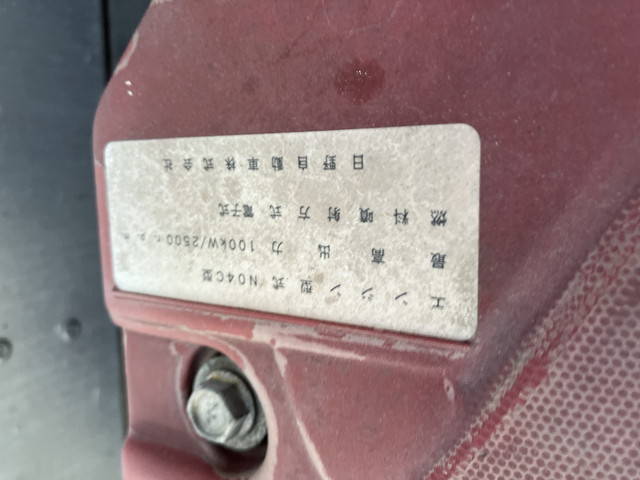 エンジン型式 N04C型
最高出力 100kW/2500r.p.m
燃料噴射方式 電子式
日野自動車株式会社